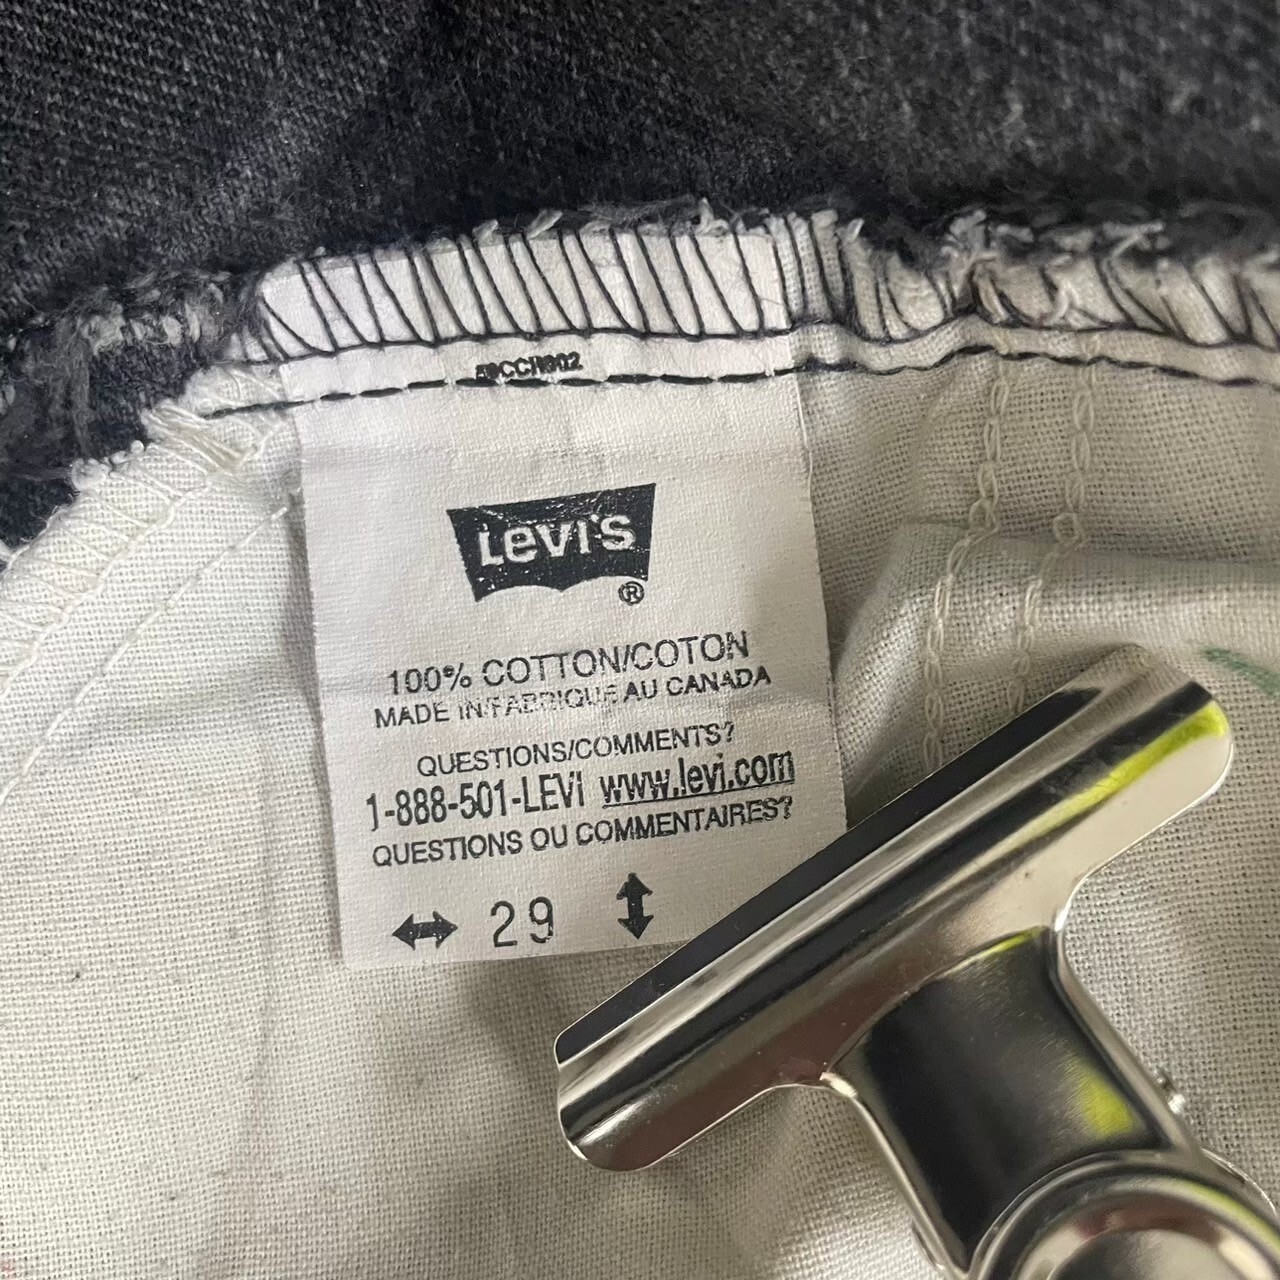 Levi's
®
100% COTTON/COTON
MADE IN/FABRIQUÉ AU CANADA
QUESTIONS/COMMENTS?
1-888-501-LEVI www.levi.com
QUESTIONS OU COMMENTAIRES?
↔ 29 ↕